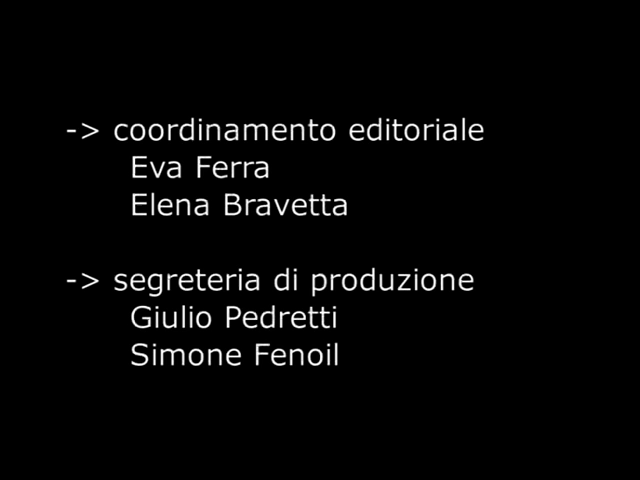 -> coordinamento editoriale
Eva Ferra
Elena Bravetta
-> segreteria di produzione
Giulio Pedretti
Simone Fenoil